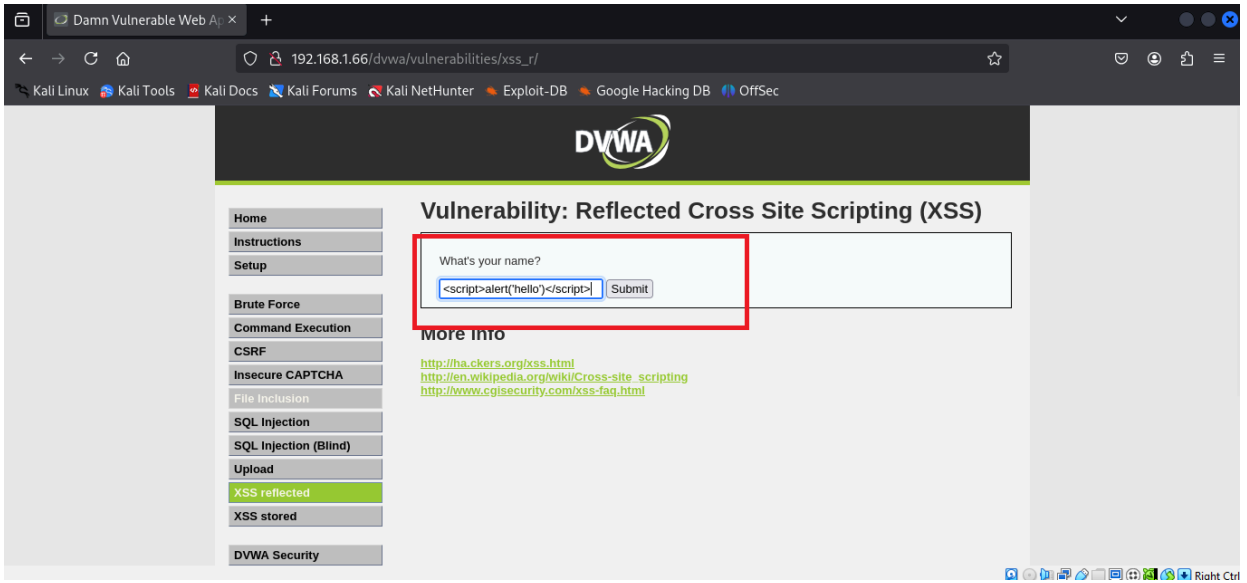 Damn Vulnerable Web Ap
192.168.1.66/dvwa/vulnerabilities/xss_r/
Kali Linux Kali Tools Kali Docs Kali Forums Kali NetHunter Exploit-DB Google Hacking DB OffSec
DVWA
Home
Instructions
Setup
Brute Force
Command Execution
CSRF
Insecure CAPTCHA
File Inclusion
SQL Injection
SQL Injection (Blind)
Upload
XSS reflected
XSS stored
DVWA Security
Vulnerability: Reflected Cross Site Scripting (XSS)
What's your name?
<script>alert('hello')</script> Submit
More Info
http://ha.ckers.org/xss.html
http://en.wikipedia.org/wiki/Cross-site_scripting
http://www.cgisecurity.com/xss-faq.html
Right Ctrl